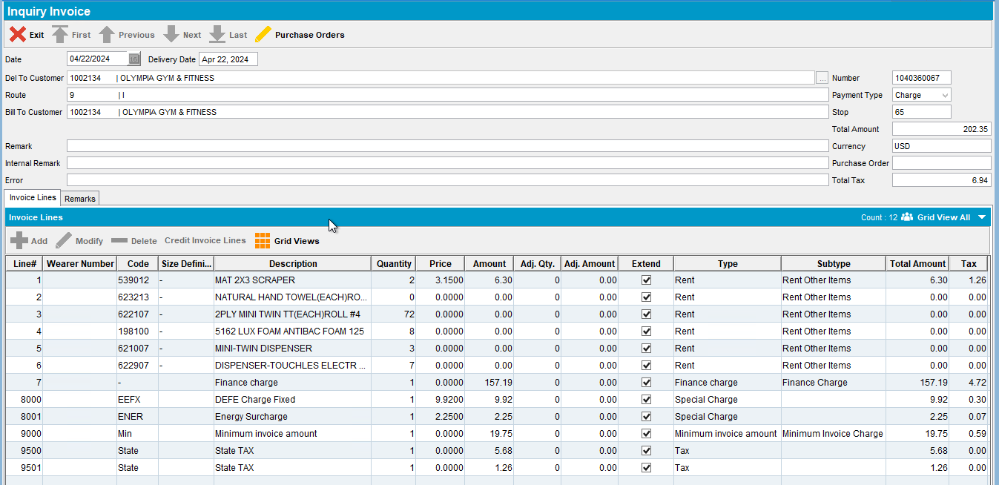 Inquiry Invoice
Exit First Previous Next Last Purchase Orders
Date 04/22/2024 Delivery Date Apr 22, 2024
Del To Customer 1002134 | OLYMPIA GYM & FITNESS ... Number 1040360067
Route 9 | I Payment Type Charge
Bill To Customer 1002134 | OLYMPIA GYM & FITNESS Stop 65
Total Amount 202.35
Remark Currency USD
Internal Remark Purchase Order
Error Total Tax 6.94
Invoice Lines Remarks
Invoice Lines Count : 12 Grid View All
Add Modify Delete Credit Invoice Lines Grid Views
Line# Wearer Number Code Size Defini... Description Quantity Price Amount Adj. Qty. Adj. Amount Extend Type Subtype Total Amount Tax
1 539012 - MAT 2X3 SCRAPER 2 3.1500 6.30 0 0.00 Rent Rent Other Items 6.30 1.26
2 623213 - NATURAL HAND TOWEL(EACH)RO... 0 0.0000 0.00 0 0.00 Rent Rent Other Items 0.00 0.00
3 622107 - 2PLY MINI TWIN TT(EACH)ROLL #4 72 0.0000 0.00 0 0.00 Rent Rent Other Items 0.00 0.00
4 198100 - 5162 LUX FOAM ANTIBAC FOAM 125 8 0.0000 0.00 0 0.00 Rent Rent Other Items 0.00 0.00
5 621007 - MINI-TWIN DISPENSER 3 0.0000 0.00 0 0.00 Rent Rent Other Items 0.00 0.00
6 622907 - DISPENSER-TOUCHLES ELECTR ... 7 0.0000 0.00 0 0.00 Rent Rent Other Items 0.00 0.00
7 - Finance charge 1 0.0000 157.19 0 0.00 Finance charge Finance Charge 157.19 4.72
8000 EEFX DEFE Charge Fixed 1 9.9200 9.92 0 0.00 Special Charge 9.92 0.30
8001 ENER Energy Surcharge 1 2.2500 2.25 0 0.00 Special Charge 2.25 0.07
9000 Min Minimum invoice amount 1 0.0000 19.75 0 0.00 Minimum invoice amount Minimum Invoice Charge 19.75 0.59
9500 State State TAX 1 0.0000 5.68 0 0.00 Tax 5.68 0.00
9501 State State TAX 1 0.0000 1.26 0 0.00 Tax 1.26 0.00